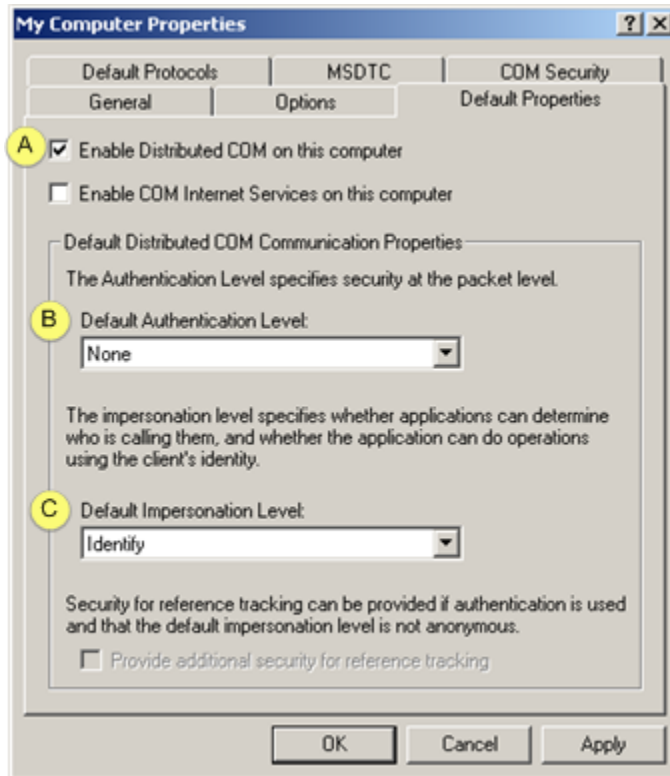 My Computer Properties
Default Protocols
MSDTC
COM Security
General
Options
Default Properties
A
Enable Distributed COM on this computer
Enable COM Internet Services on this computer
Default Distributed COM Communication Properties
The Authentication Level specifies security at the packet level.
B
Default Authentication Level:
None
The impersonation level specifies whether applications can determine
who is calling them, and whether the application can do operations
using the client's identity.
C
Default Impersonation Level:
Identify
Security for reference tracking can be provided if authentication is used
and that the default impersonation level is not anonymous.
Provide additional security for reference tracking
OK
Cancel
Apply